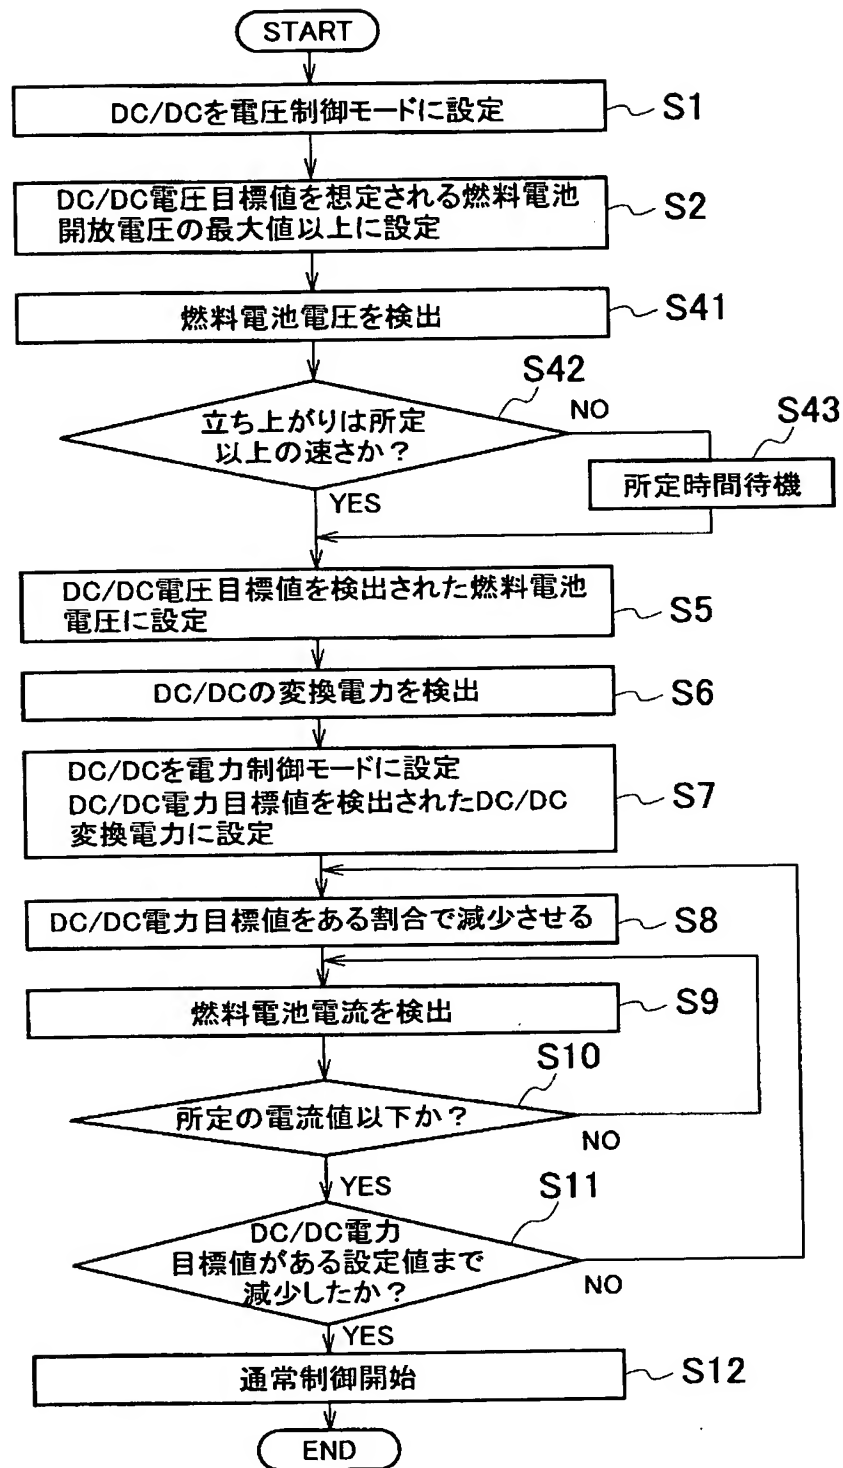 START
DC/DCを電圧制御モードに設定
S1
DC/DC電圧目標値を想定される燃料電池
開放電圧の最大値以上に設定
S2
燃料電池電圧を検出
S41
S42
立ち上がりは所定
以上の速さか？
NO
S43
所定時間待機
YES
DC/DC電圧目標値を検出された燃料電池
電圧に設定
S5
DC/DCの変換電力を検出
S6
DC/DCを電力制御モードに設定
DC/DC電力目標値を検出されたDC/DC
変換電力に設定
S7
DC/DC電力目標値をある割合で減少させる
S8
燃料電池電流を検出
S9
S10
所定の電流値以下か？
NO
YES
S11
DC/DC電力
目標値がある設定値まで
減少したか？
NO
YES
通常制御開始
S12
END